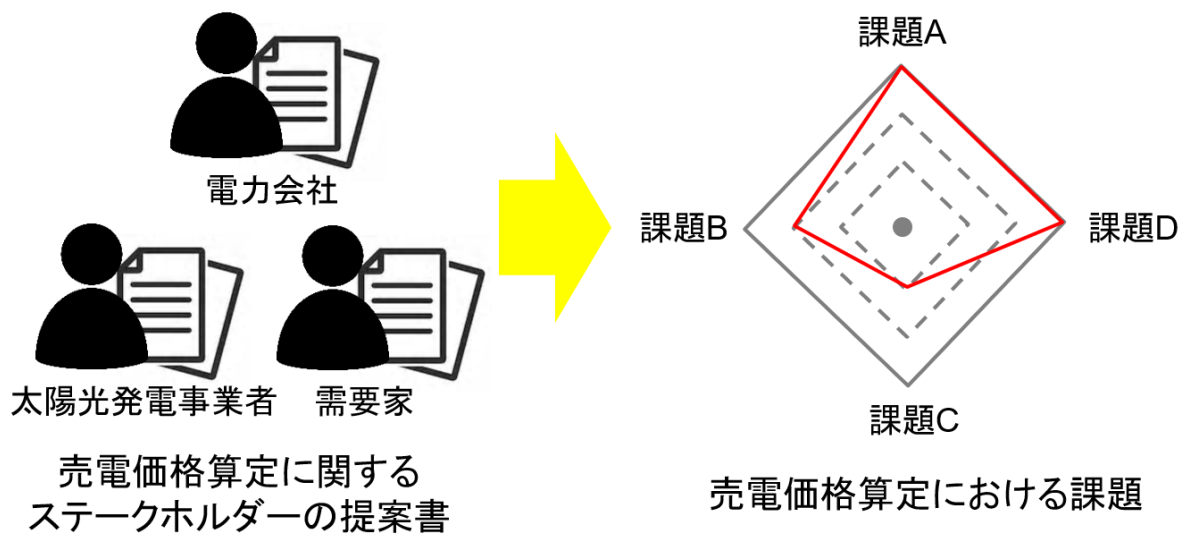 電力会社
太陽光発電事業者
需要家
売電価格算定に関する
ステークホルダーの提案書
課題A
課題B
課題D
課題C
売電価格算定における課題